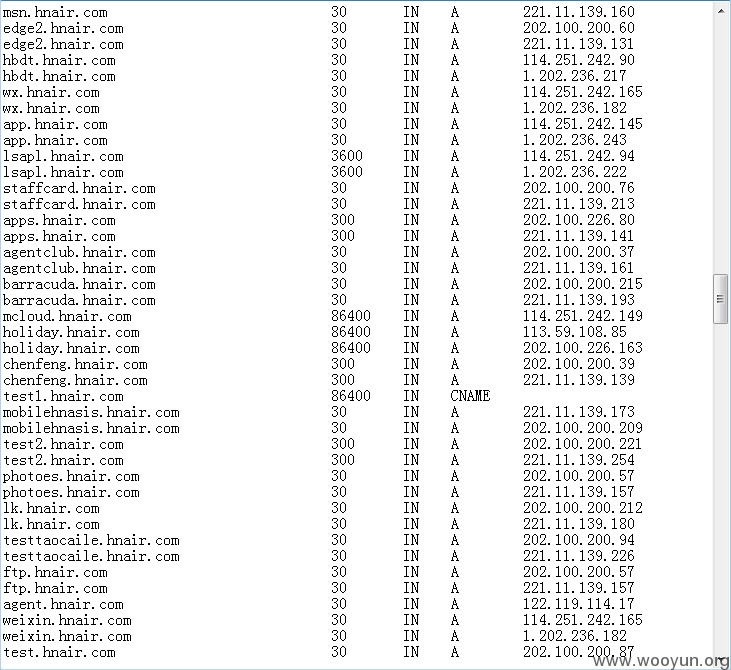 msn.hnair.com 30 IN A 221.11.139.160
edge2.hnair.com 30 IN A 202.100.200.60
edge2.hnair.com 30 IN A 221.11.139.131
hbdt.hnair.com 30 IN A 114.251.242.90
hbdt.hnair.com 30 IN A 1.202.236.217
wx.hnair.com 30 IN A 114.251.242.165
wx.hnair.com 30 IN A 1.202.236.182
app.hnair.com 30 IN A 114.251.242.145
app.hnair.com 30 IN A 1.202.236.243
lsapl.hnair.com 3600 IN A 114.251.242.94
lsapl.hnair.com 3600 IN A 1.202.236.222
staffcard.hnair.com 30 IN A 202.100.200.76
staffcard.hnair.com 30 IN A 221.11.139.213
apps.hnair.com 300 IN A 202.100.226.80
apps.hnair.com 300 IN A 221.11.139.141
agentclub.hnair.com 30 IN A 202.100.200.37
agentclub.hnair.com 30 IN A 221.11.139.161
barracuda.hnair.com 30 IN A 202.100.200.215
barracuda.hnair.com 30 IN A 221.11.139.193
mcloud.hnair.com 86400 IN A 114.251.242.149
holiday.hnair.com 86400 IN A 113.59.108.85
holiday.hnair.com 86400 IN A 202.100.226.163
chenfeng.hnair.com 300 IN A 202.100.200.39
chenfeng.hnair.com 300 IN A 221.11.139.139
test1.hnair.com 86400 IN CNAME
mobilehnasis.hnair.com 30 IN A 221.11.139.173
mobilehnasis.hnair.com 30 IN A 202.100.200.209
test2.hnair.com 300 IN A 202.100.200.221
test2.hnair.com 300 IN A 221.11.139.254
photoes.hnair.com 30 IN A 202.100.200.57
photoes.hnair.com 30 IN A 221.11.139.157
lk.hnair.com 30 IN A 202.100.200.212
lk.hnair.com 30 IN A 221.11.139.180
testtaocaile.hnair.com 30 IN A 202.100.200.94
testtaocaile.hnair.com 30 IN A 221.11.139.226
ftp.hnair.com 30 IN A 202.100.200.57
ftp.hnair.com 30 IN A 221.11.139.157
agent.hnair.com 30 IN A 122.119.114.17
weixin.hnair.com 30 IN A 114.251.242.165
weixin.hnair.com 30 IN A 1.202.236.182
test.hnair.com 30 IN A 202.100.200.87
www.wooyun.org